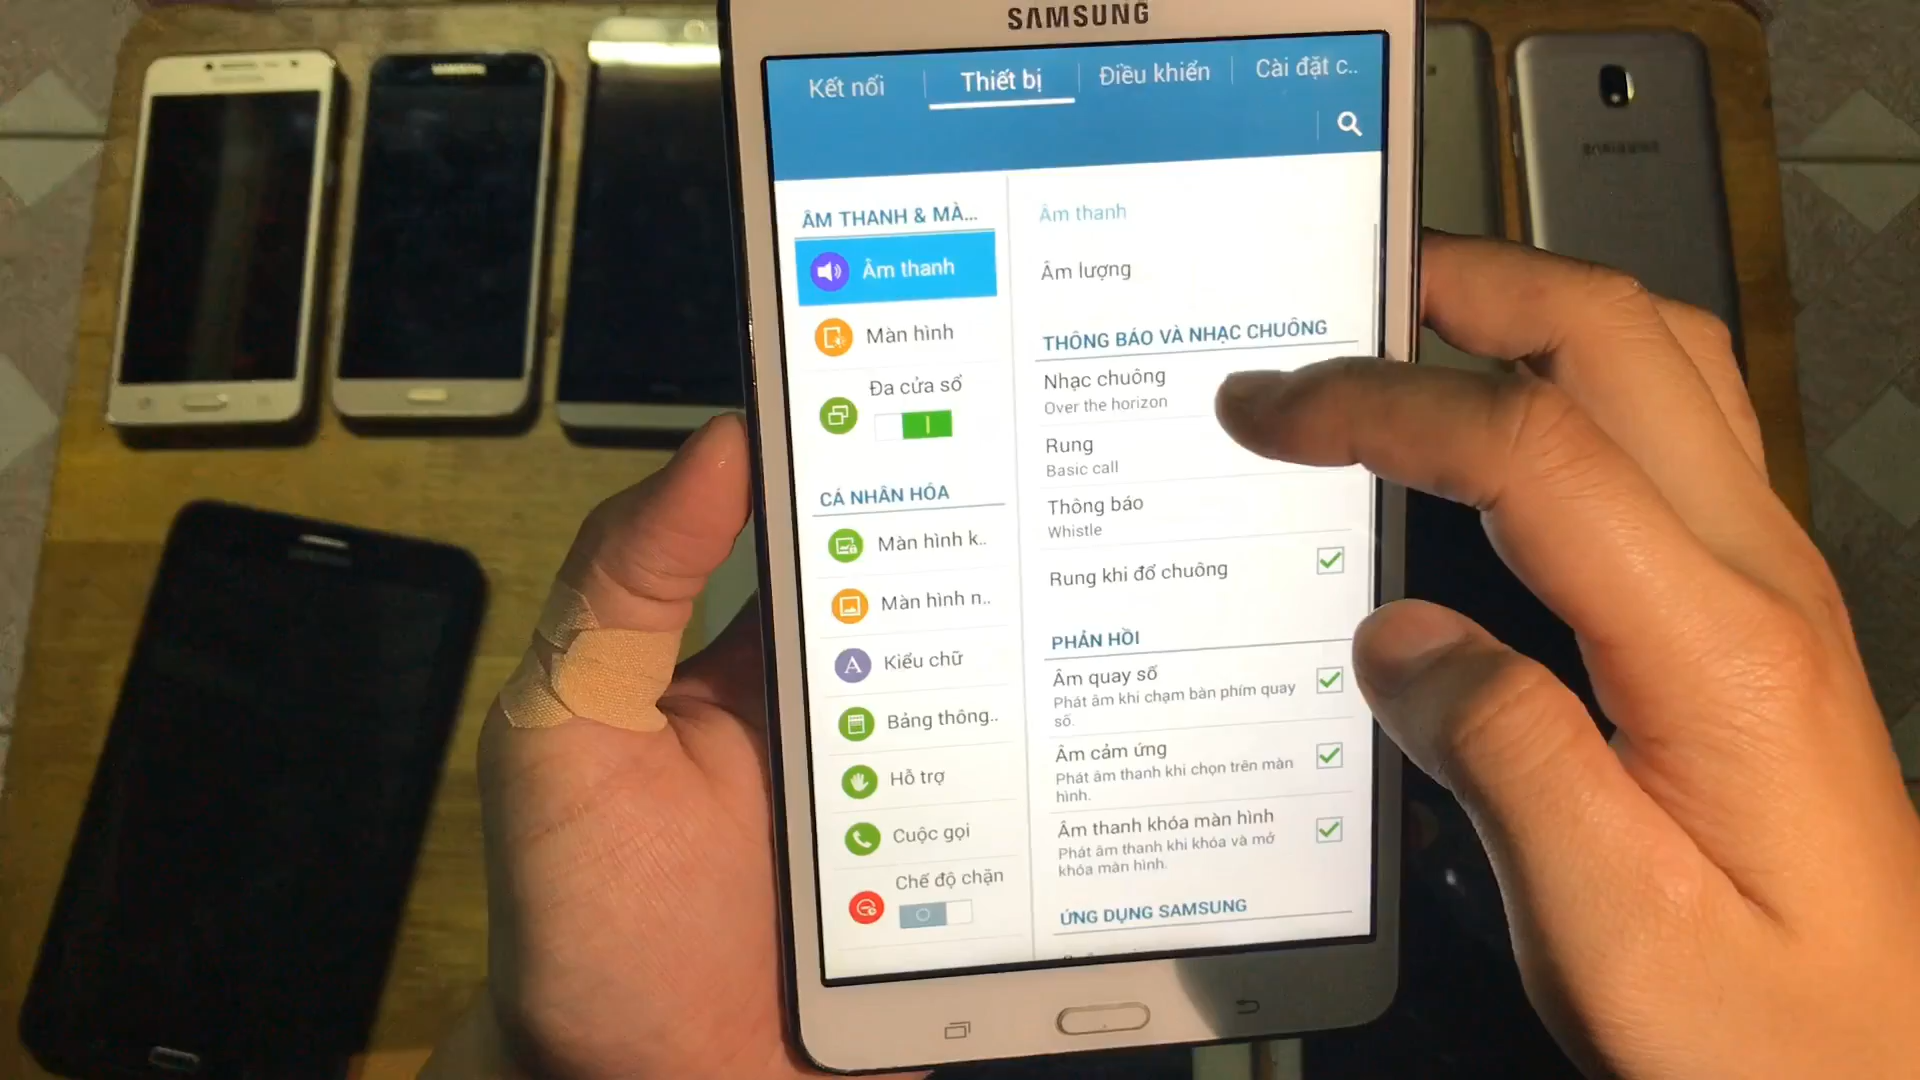 SAMSUNG
Kết nối
Thiết bị
Điều khiển
Cài đặt c..
ÂM THANH & MÀ...
Âm thanh
Màn hình
Đa cửa sổ
CÁ NHÂN HÓA
Màn hình k..
Màn hình n..
Kiểu chữ
Bảng thông..
Hỗ trợ
Cuộc gọi
Chế độ chặn
Âm thanh
Âm lượng
THÔNG BÁO VÀ NHẠC CHUÔNG
Nhạc chuông
Over the horizon
Rung
Basic call
Thông báo
Whistle
Rung khi đổ chuông
PHẢN HỒI
Âm quay số
Phát âm khi chạm bàn phím quay
số.
Âm cảm ứng
Phát âm thanh khi chọn trên màn
hình.
Âm thanh khóa màn hình
Phát âm thanh khi khóa và mở
khóa màn hình.
ỨNG DỤNG SAMSUNG
SAMSUNG